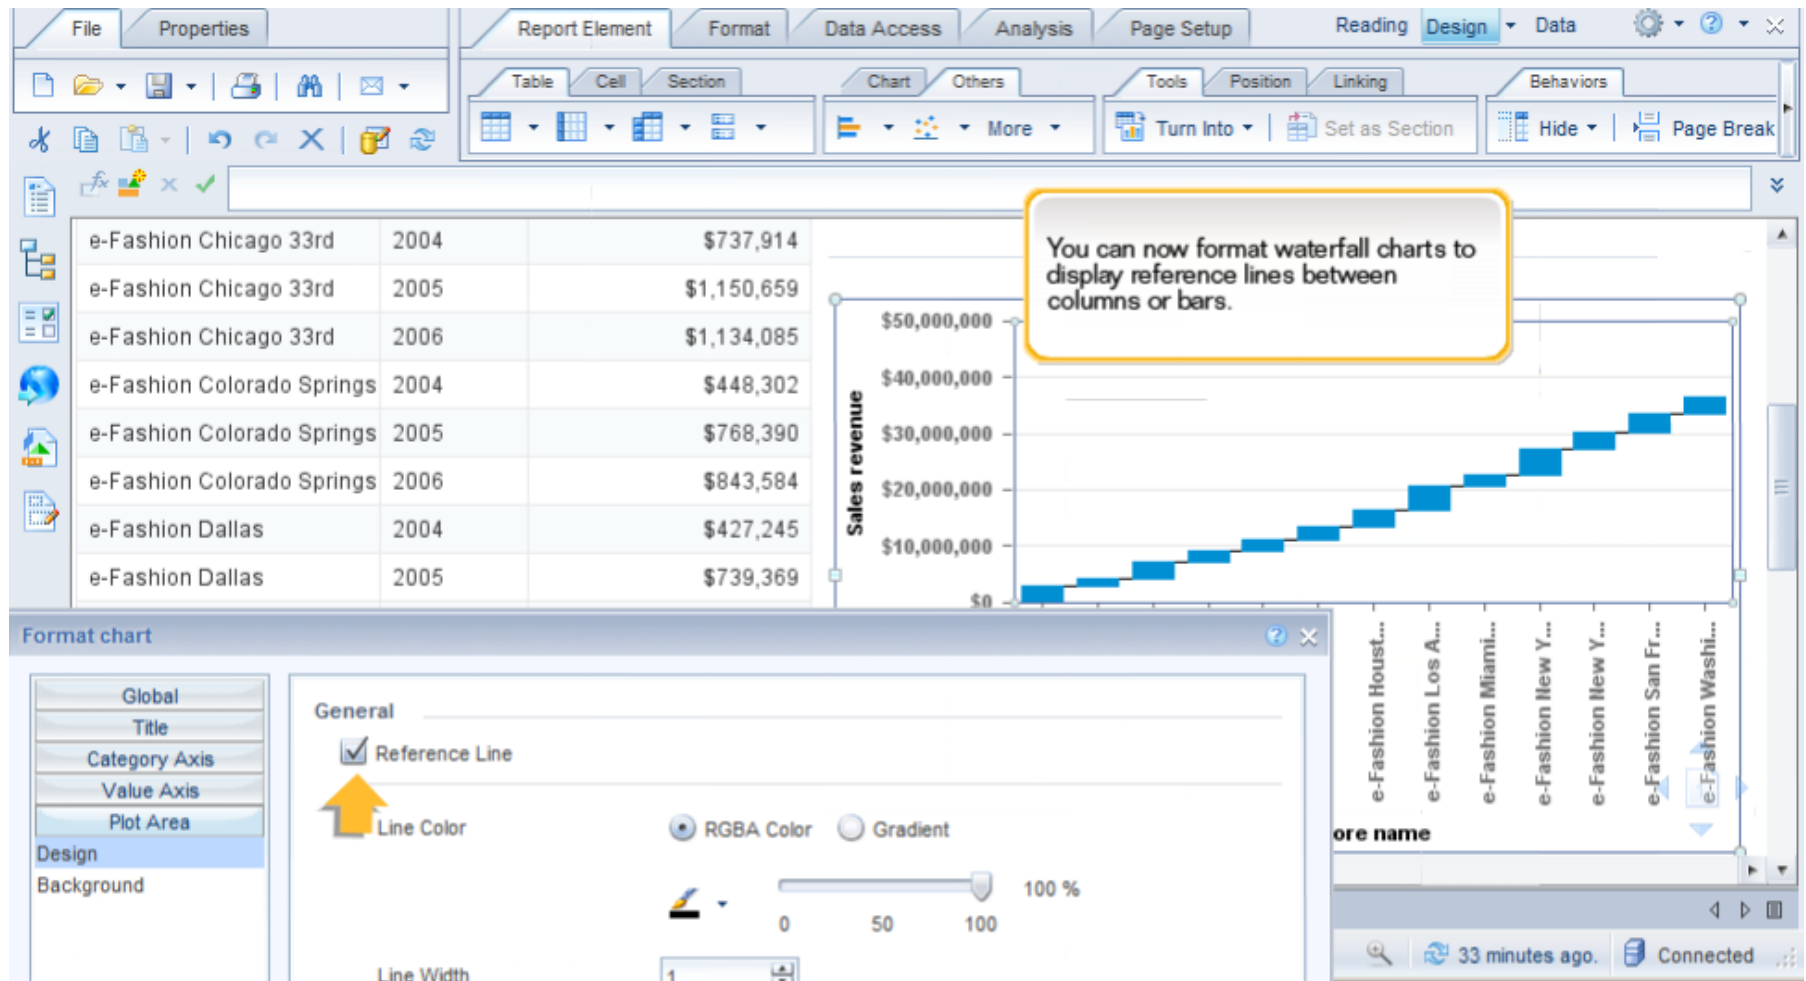 File Properties Report Element Format Data Access Analysis Page Setup Reading Design Data
Table Cell Section Chart Others Tools Position Linking Behaviors
More Turn Into Set as Section Hide Page Break
You can now format waterfall charts to
display reference lines between
columns or bars.
e-Fashion Chicago 33rd 2004 $737,914
e-Fashion Chicago 33rd 2005 $1,150,659
e-Fashion Chicago 33rd 2006 $1,134,085
e-Fashion Colorado Springs 2004 $448,302
e-Fashion Colorado Springs 2005 $768,390
e-Fashion Colorado Springs 2006 $843,584
e-Fashion Dallas 2004 $427,245
e-Fashion Dallas 2005 $739,369
Sales revenue
$50,000,000
$40,000,000
$30,000,000
$20,000,000
$10,000,000
$0
e-Fashion Houst...
e-Fashion Los A...
e-Fashion Miami...
e-Fashion New Y...
e-Fashion New Y...
e-Fashion San Fr...
e-Fashion Washi...
ore name
Format chart
Global
Title
Category Axis
Value Axis
Plot Area
Design
Background
General
Reference Line
Line Color RGBA Color Gradient
100 %
0 50 100
Line Width 1
33 minutes ago. Connected